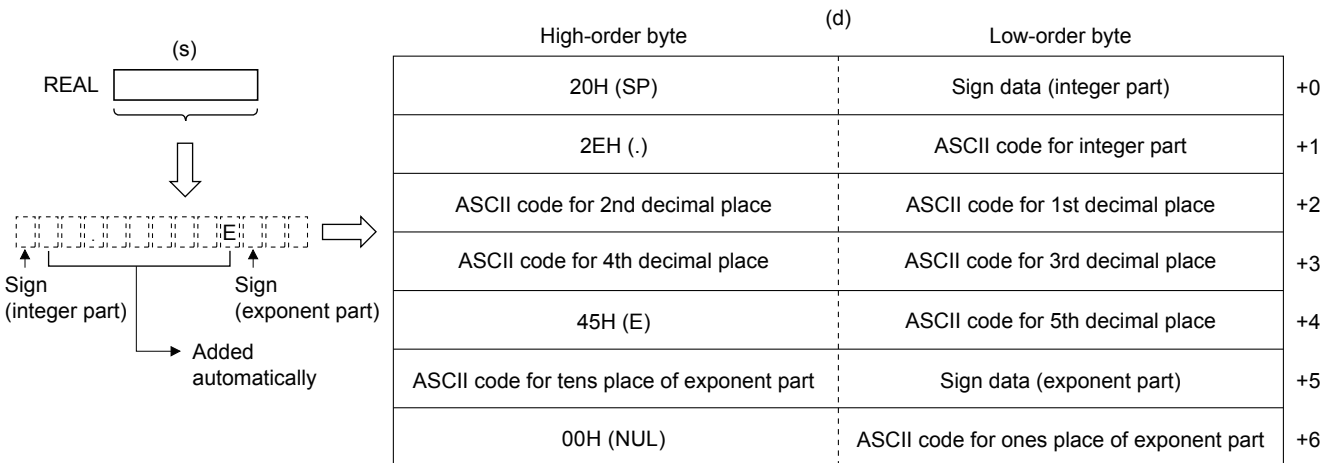 (s)
REAL
E
Sign
(integer part)
Sign
(exponent part)
Added
automatically
(d)
High-order byte Low-order byte
20H (SP) Sign data (integer part) +0
2EH (.) ASCII code for integer part +1
ASCII code for 2nd decimal place ASCII code for 1st decimal place +2
ASCII code for 4th decimal place ASCII code for 3rd decimal place +3
45H (E) ASCII code for 5th decimal place +4
ASCII code for tens place of exponent part Sign data (exponent part) +5
00H (NUL) ASCII code for ones place of exponent part +6